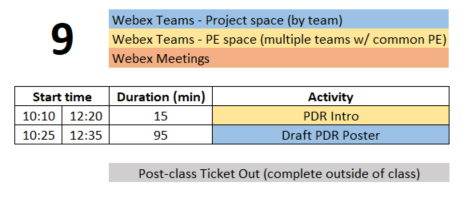 9
Webex Teams - Project space (by team)
Webex Teams - PE space (multiple teams w/ common PE)
Webex Meetings
Start time Duration (min) Activity
10:10 12:20 15 PDR Intro
10:25 12:35 95 Draft PDR Poster
Post-class Ticket Out (complete outside of class)